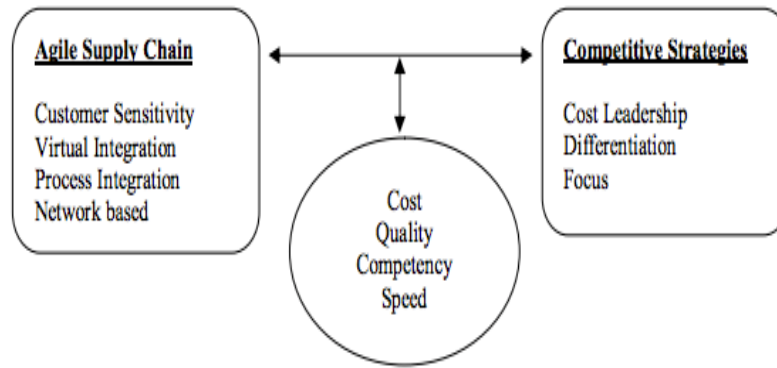 Agile Supply Chain
Customer Sensitivity
Virtual Integration
Process Integration
Network based
Competitive Strategies
Cost Leadership
Differentiation
Focus
Cost
Quality
Competency
Speed